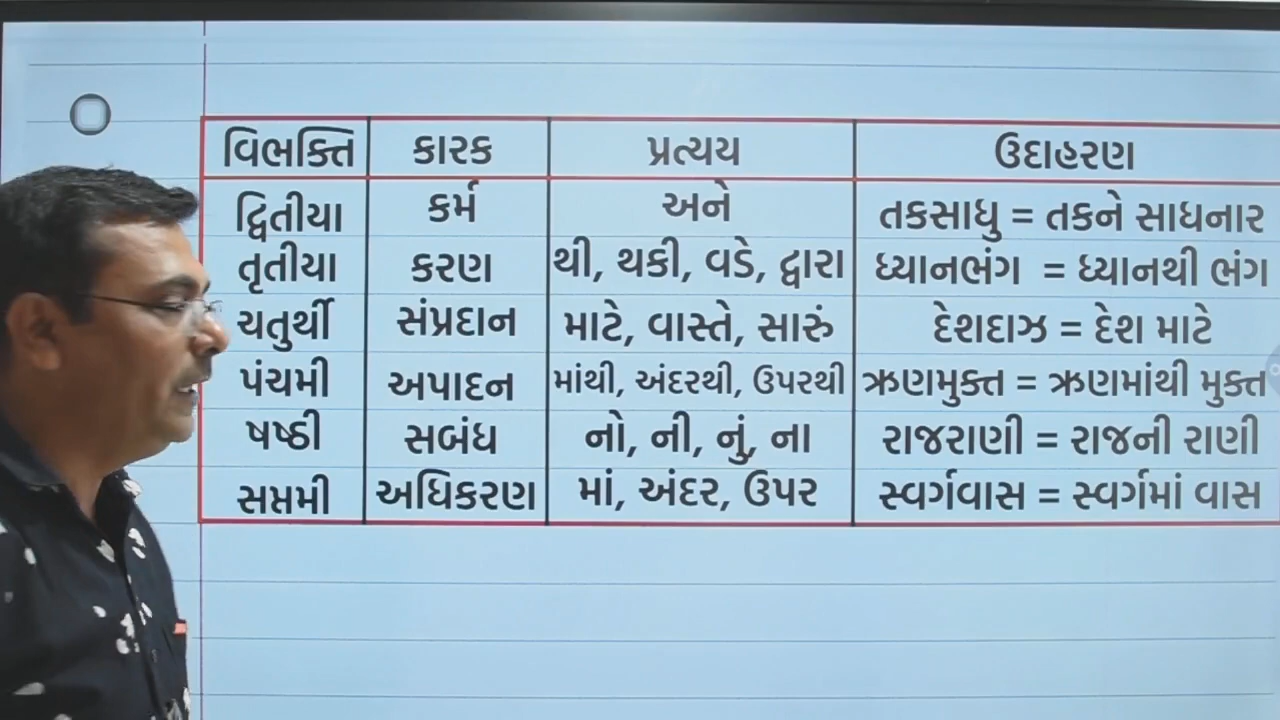 વિભક્તિ કારક પ્રત્યય ઉદાહરણ
દ્વિતીયા કર્મ અને તકસાધુ = તકને સાધનાર
તૃતીયા કરણ થી, થકી, વડે, દ્વારા ધ્યાનભંગ = ધ્યાનથી ભંગ
ચતુર્થી સંપ્રદાન માટે, વાસ્તે, સારું દેશદાઝ = દેશ માટે
પંચમી અપાદન માંથી, અંદરથી, ઉપરથી ઋણમુક્ત = ઋણમાંથી મુક્ત
ષષ્ઠી સબંધ નો, ની, નું, ના રાજરાણી = રાજની રાણી
સપ્તમી અધિકરણ માં, અંદર, ઉપર સ્વર્ગવાસ = સ્વર્ગમાં વાસ